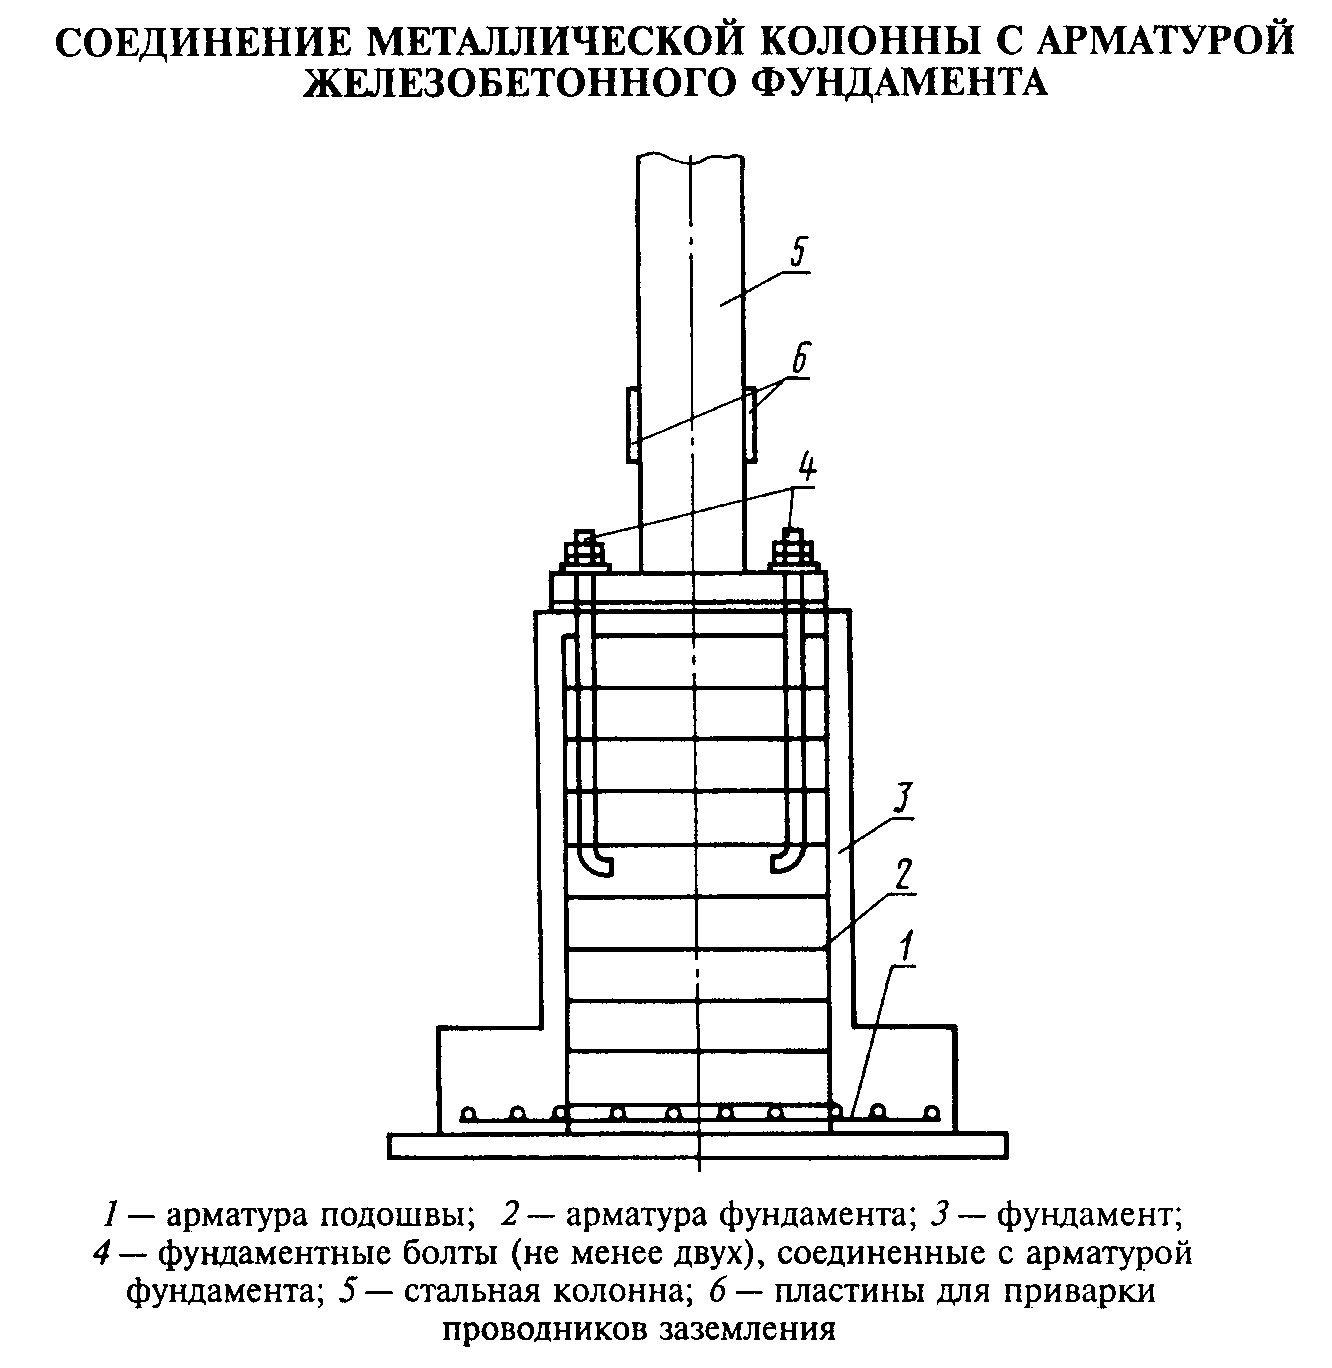 СОЕДИНЕНИЕ МЕТАЛЛИЧЕСКОЙ КОЛОННЫ С АРМАТУРОЙ
ЖЕЛЕЗОБЕТОННОГО ФУНДАМЕНТА
5
6
4
3
2
1
1 — арматура подошвы; 2 — арматура фундамента; 3 — фундамент;
4 — фундаментные болты (не менее двух), соединенные с арматурой
фундамента; 5 — стальная колонна; 6 — пластины для приварки
проводников заземления